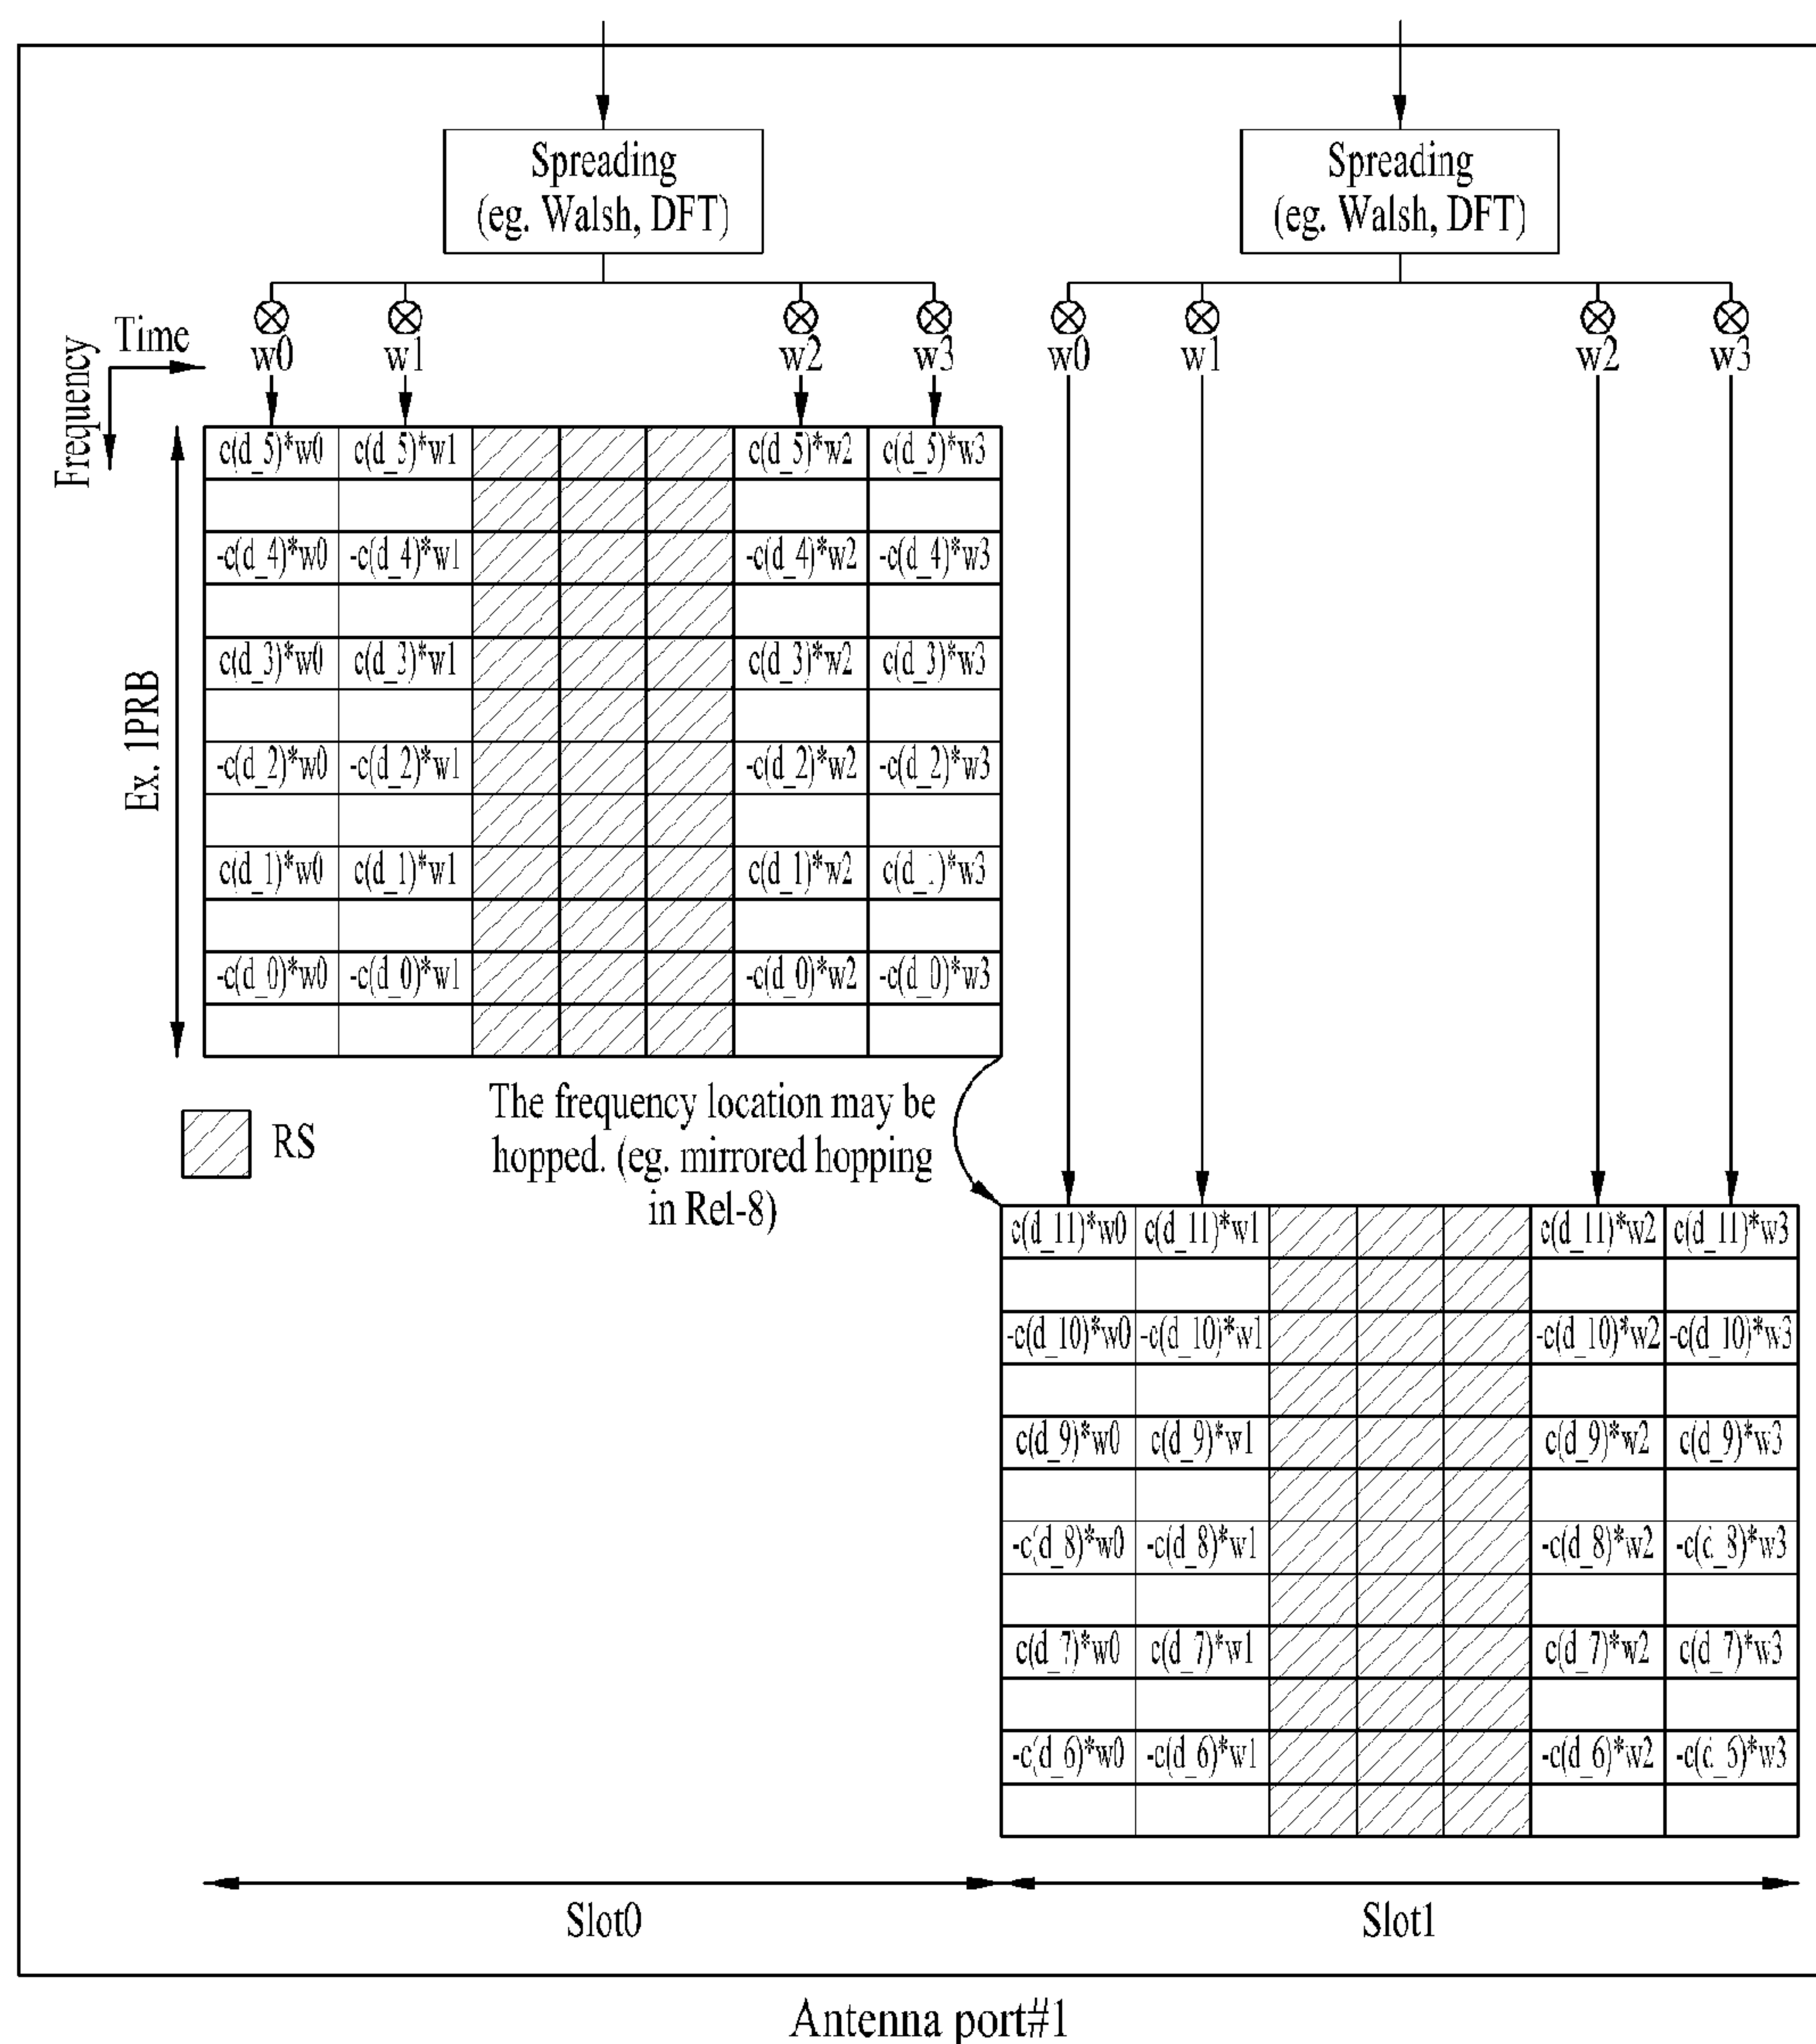 Spreading
(eg. Walsh, DFT)
Spreading
(eg. Walsh, DFT)
Time
Frequency
w0 w1 w2 w3 w0 w1 w2 w3
c(d_5)*w0 c(d_5)*w1 c(d_5)*w2 c(d_5)*w3
-c(d_4)*w0 -c(d_4)*w1 -c(d_4)*w2 -c(d_4)*w3
c(d_3)*w0 c(d_3)*w1 c(d_3)*w2 c(d_3)*w3
-c(d_2)*w0 -c(d_2)*w1 -c(d_2)*w2 -c(d_2)*w3
c(d_1)*w0 c(d_1)*w1 c(d_1)*w2 c(d_1)*w3
-c(d_0)*w0 -c(d_0)*w1 -c(d_0)*w2 -c(d_0)*w3
Ex. 1PRB
RS
The frequency location may be
hopped. (eg. mirrored hopping
in Rel-8)
c(d_11)*w0 c(d_11)*w1 c(d_11)*w2 c(d_11)*w3
-c(d_10)*w0 -c(d_10)*w1 -c(d_10)*w2 -c(d_10)*w3
c(d_9)*w0 c(d_9)*w1 c(d_9)*w2 c(d_9)*w3
-c(d_8)*w0 -c(d_8)*w1 -c(d_8)*w2 -c(d_8)*w3
c(d_7)*w0 c(d_7)*w1 c(d_7)*w2 c(d_7)*w3
-c(d_6)*w0 -c(d_6)*w1 -c(d_6)*w2 -c(d_6)*w3
Slot0 Slot1
Antenna port#1